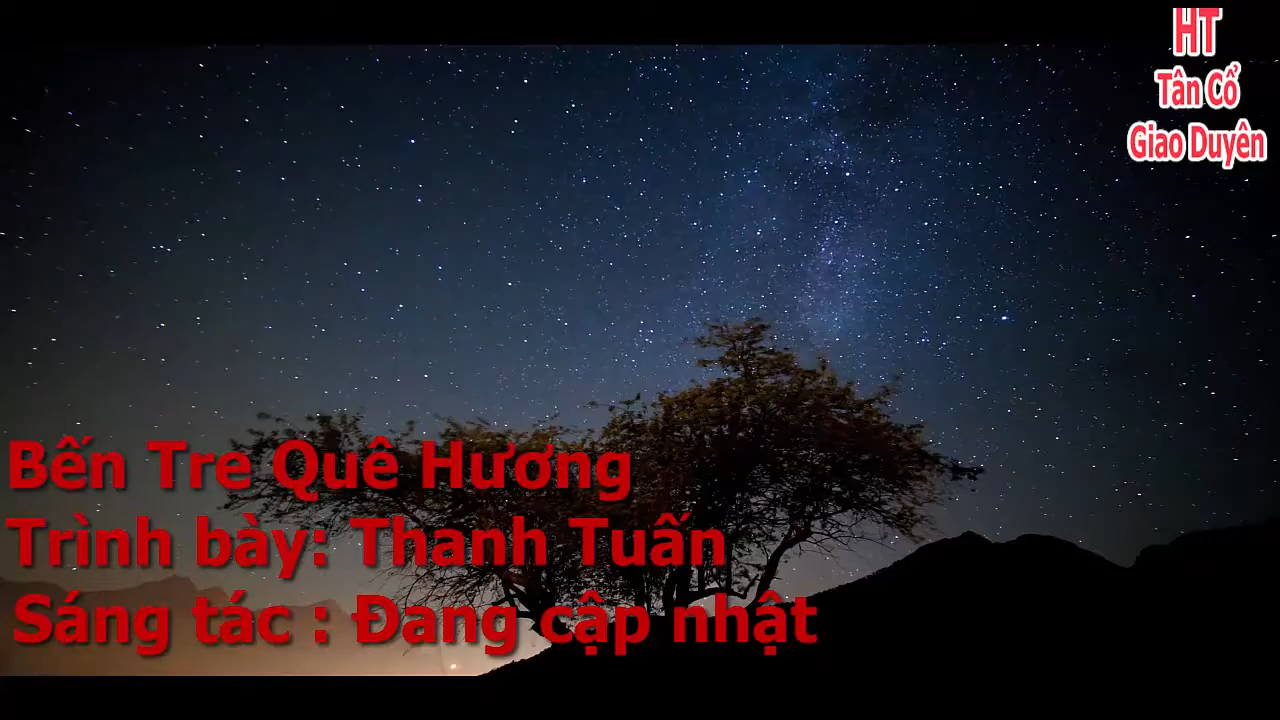 HT
Tân Cổ
Giao Duyên
Bến Tre Quê Hương
Trình bày: Thanh Tuấn
Sáng tác : Đang cập nhật